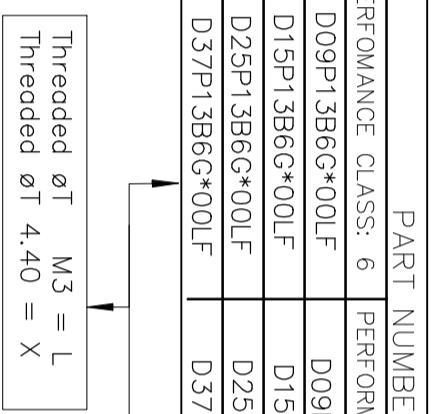 PART NUMBE
ERFOMANCE CLASS: 6 PERFORM
D09P13B6G*00LF D09
D15P13B6G*00LF D15
D25P13B6G*00LF D25
D37P13B6G*00LF D37
Threaded øT M3 = L
Threaded øT 4.40 = X